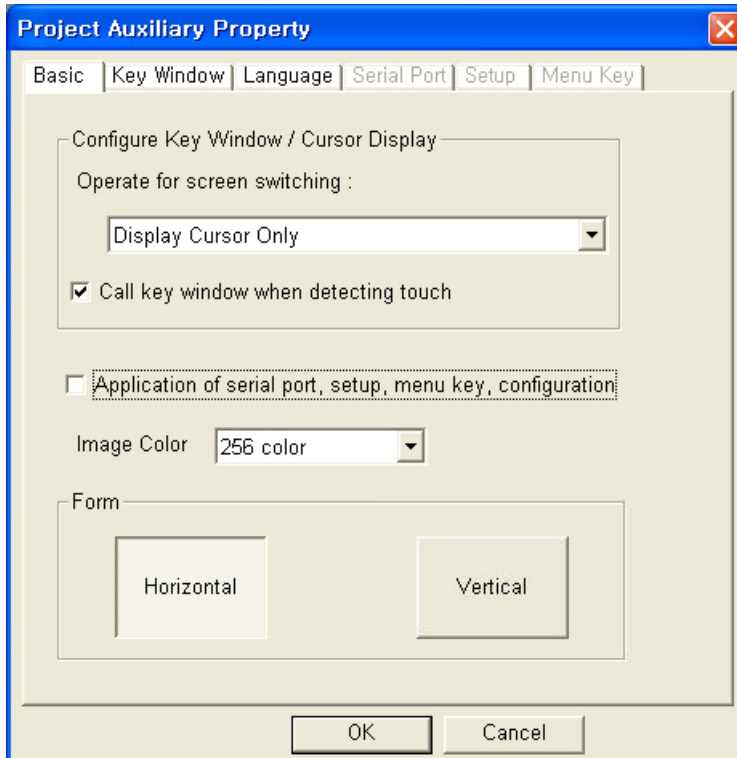 Project Auxiliary Property
Basic Key Window Language Serial Port Setup Menu Key
Configure Key Window / Cursor Display
Operate for screen switching :
Display Cursor Only
Call key window when detecting touch
Application of serial port, setup, menu key, configuration
Image Color 256 color
Form
Horizontal Vertical
OK Cancel